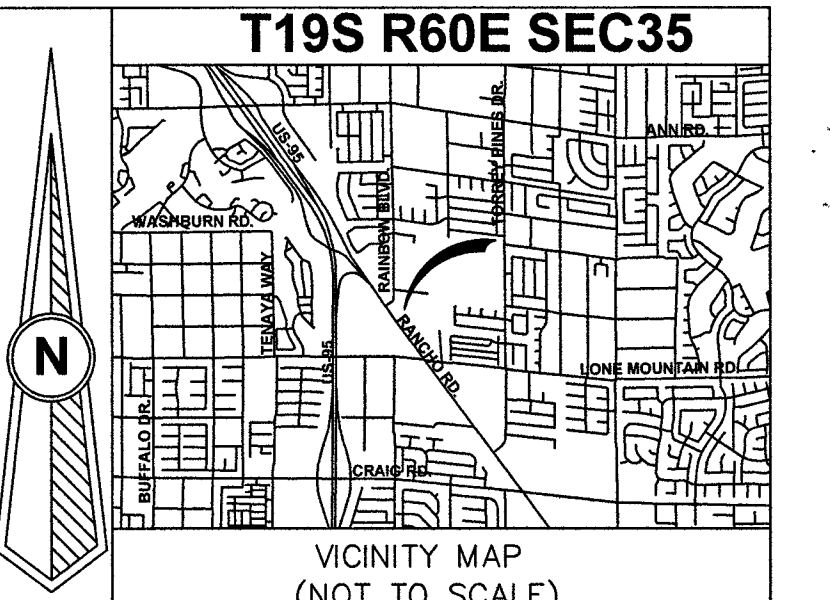 T19S R60E SEC35
US-95
TORREY PINES DR.
ANN RD.
RAINBOW BLVD.
WASHBURN RD.
TENAYA WAY
N
RANCHO RD.
US-95
LONE MOUNTAIN RD.
BUFFALO DR.
CRAIG RD.
VICINITY MAP
(NOT TO SCALE)